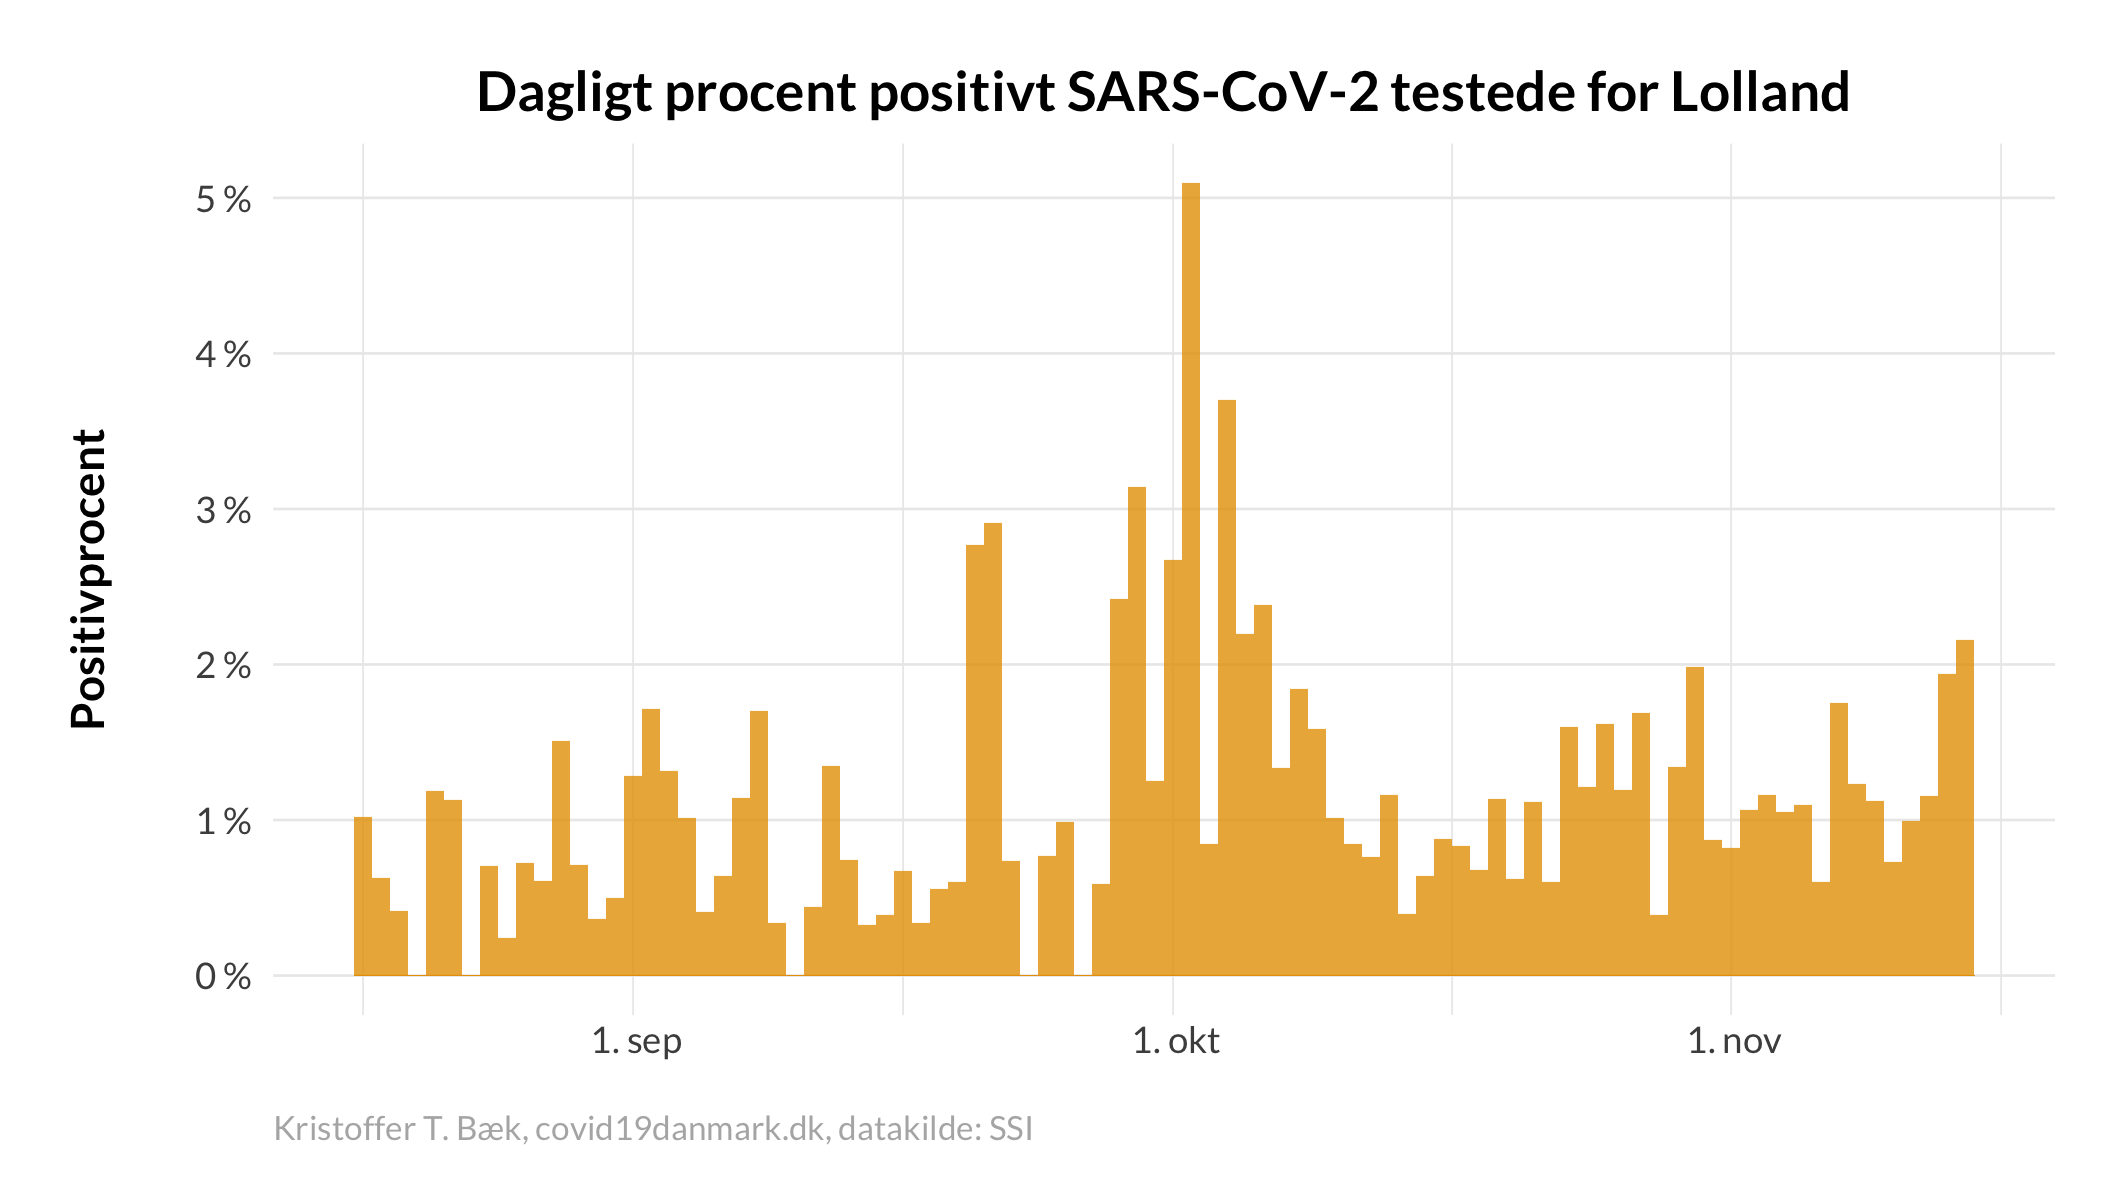 Dagligt procent positivt SARS-CoV-2 testede for Lolland
Positivprocent
5 %
4 %
3 %
2 %
1 %
0 %
1. sep
1. okt
1. nov
Kristoffer T. Bæk, covid19danmark.dk, datakilde: SSI